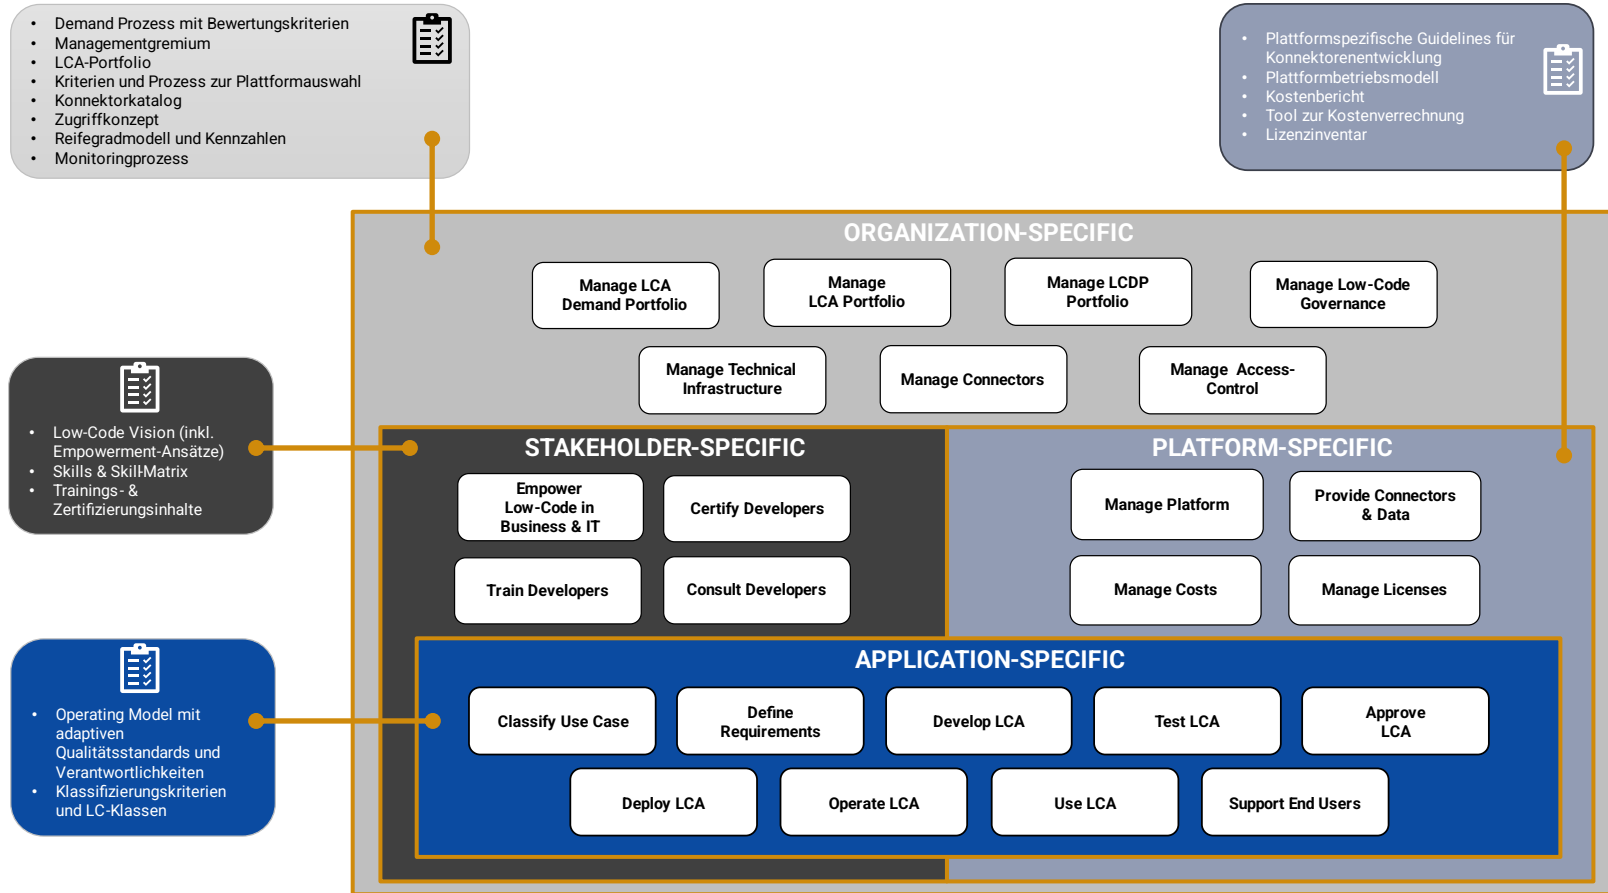 • Demand Prozess mit Bewertungskriterien
• Managementgremium
• LCA-Portfolio
• Kriterien und Prozess zur Plattformauswahl
• Konnektorkatalog
• Zugriffkonzept
• Reifegradmodell und Kennzahlen
• Monitoringprozess
• Plattformspezifische Guidelines für
Konnektorenentwicklung
• Plattformbetriebsmodell
• Kostenbericht
• Tool zur Kostenverrechnung
• Lizenzinventar
ORGANIZATION-SPECIFIC
Manage LCA
Demand Portfolio
Manage
LCA Portfolio
Manage LCDP
Portfolio
Manage Low-Code
Governance
Manage Technical
Infrastructure
Manage Connectors
Manage Access-
Control
• Low-Code Vision (inkl.
Empowerment-Ansätze)
• Skills & Skill-Matrix
• Trainings- &
Zertifizierungsinhalte
STAKEHOLDER-SPECIFIC
Empower
Low-Code in
Business & IT
Certify Developers
Train Developers
Consult Developers
PLATFORM-SPECIFIC
Manage Platform
Provide Connectors
& Data
Manage Costs
Manage Licenses
• Operating Model mit
adaptiven
Qualitätsstandards und
Verantwortlichkeiten
• Klassifizierungskriterien
und LC-Klassen
APPLICATION-SPECIFIC
Classify Use Case
Define
Requirements
Develop LCA
Test LCA
Approve
LCA
Deploy LCA
Operate LCA
Use LCA
Support End Users